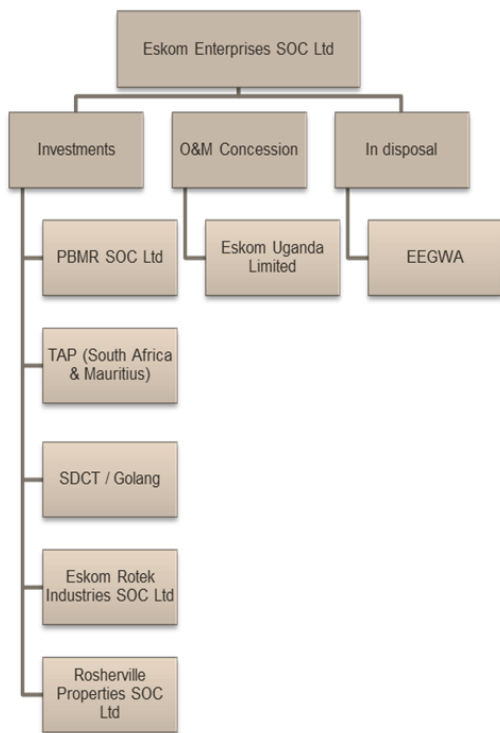 Eskom Enterprises SOC Ltd
Investments
O&M Concession
In disposal
PBMR SOC Ltd
Eskom Uganda
Limited
EEGWA
TAP (South Africa
& Mauritius)
SDCT / Golang
Eskom Rotek
Industries SOC Ltd
Rosherville
Properties SOC
Ltd